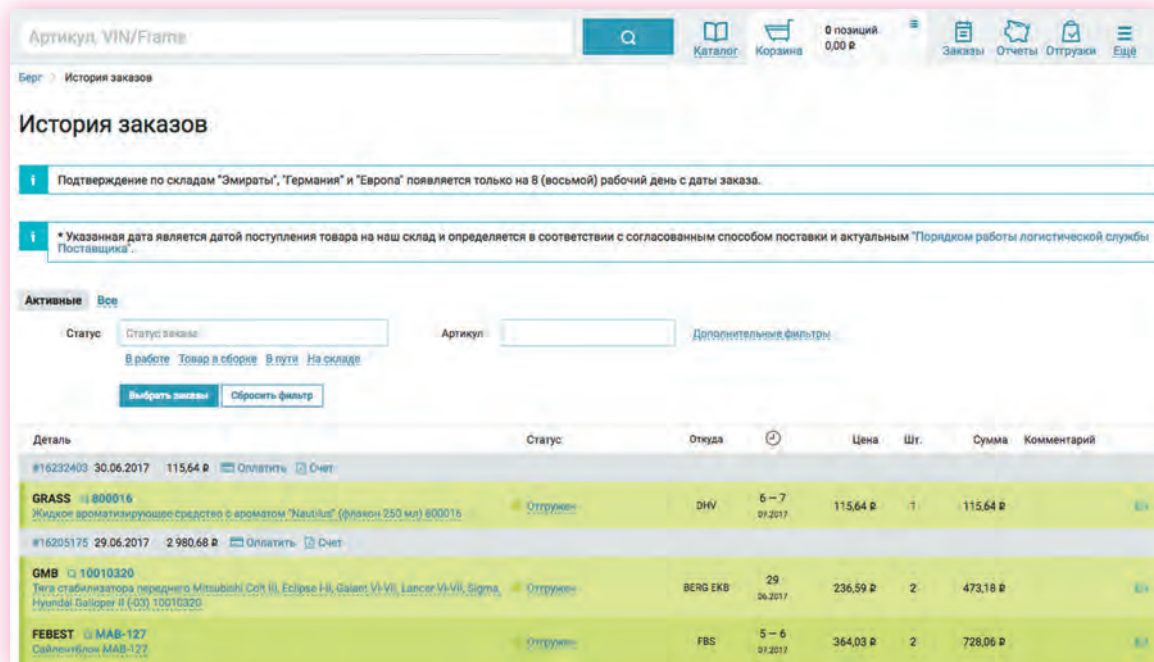 Артикул, VIN/Frame
Каталог
Корзина
0 позиций
0,00 ₽
Заказы
Отчеты
Отгрузки
Ещё
Берг > История заказов
История заказов
Подтверждение по складам "Эмираты", "Германия" и "Европа" появляется только на 8 (восьмой) рабочий день с даты заказа.
* Указанная дата является датой поступления товара на наш склад и определяется в соответствии с согласованным способом поставки и актуальным "Порядком работы логистической службы
Поставщика".
Активные Все
Статус Статус заказа Артикул Дополнительные фильтры
В работе Товар в сборке В пути На складе
Выбрать заказы Сбросить фильтр
Деталь Статус Откуда Цена Шт. Сумма Комментарий
#16232403 30.06.2017 115,64 ₽ Оплатить Счет
GRASS 800016
Жидкое ароматизирующее средство с ароматом "Nautilus" (флакон 250 мл) 800016
Отгружен DHV 6 – 7 07.2017 115,64 ₽ 1 115,64 ₽
#16205175 29.06.2017 2 980,68 ₽ Оплатить Счет
GMB 10010320
Тяга стабилизатора переднего Mitsubishi Colt III, Eclipse I-II, Galant VI-VII, Lancer VI-VII, Sigma,
Hyundai Galloper II (-03) 10010320
Отгружен BERG EKB 29 06.2017 236,59 ₽ 2 473,18 ₽
FEBEST MAB-127
Сайлентблок MAB-127
Отгружен FBS 5 – 6 07.2017 364,03 ₽ 2 728,06 ₽